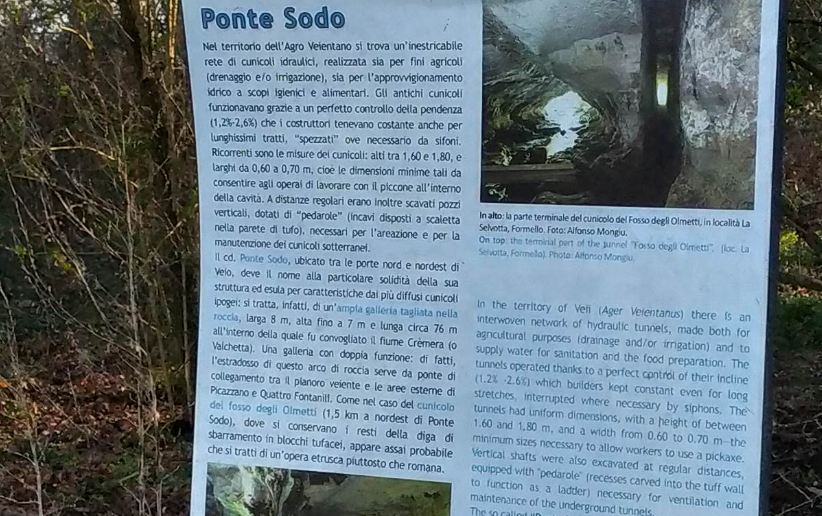 Ponte Sodo
Nel territorio dell'Agro Veientano si trova un'inestricabile
rete di cunicoli idraulici, realizzata sia per fini agricoli
(drenaggio e/o irrigazione), sia per l'approvvigionamento
idrico a scopi igienici e alimentari. Gli antichi cunicoli
funzionavano grazie a un perfetto controllo della pendenza
(1,2%-2,6%) che i costruttori tenevano costante anche per
lunghissimi tratti, "spezzati" ove necessario da sifoni.
Ricorrenti sono le misure dei cunicoli: alti tra 1,60 e 1,80, e
larghi da 0,60 a 0,70 m, cioè le dimensioni minime tali da
consentire agli operai di lavorare con il piccone all'interno
della cavità. A distanze regolari erano inoltre scavati pozzi
verticali, dotati di "pedarole" (incavi disposti a scaletta
nella parete di tufo), necessari per l'areazione e per la
manutenzione dei cunicoli sotterranei.
Il cd. Ponte Sodo, ubicato tra le porte nord e nordest di
Veio, deve il nome alla particolare solidità della sua
struttura ed esula per caratteristiche dai più diffusi cunicoli
ipogei: si tratta, infatti, di un'ampia galleria tagliata nella
roccia, larga 8 m, alta fino a 7 m e lunga circa 76 m
all'interno della quale fu convogliato il fiume Crèmera (o
Valchetta). Una galleria con doppia funzione: di fatti,
l'estradosso di questo arco di roccia serve da ponte di
collegamento tra il pianoro veiente e le aree esterne di
Picazzano e Quattro Fontanili. Come nel caso del cunicolo
del fosso degli Olmetti (1,5 km a nordest di Ponte
Sodo), dove si conservano i resti della diga di
sbarramento in blocchi tufacei, appare assai probabile
che si tratti di un'opera etrusca piuttosto che romana.
In alto: la parte terminale del cunicolo del Fosso degli Olmetti, in località La
Selvotta, Formello. Foto: Alfonso Mongiu.
On top: the terminal part of the tunnel "Fosso degli Olmetti", (loc. La
Selvotta, Formello). Photo: Alfonso Mongiu.
In the territory of Veii (Ager Veientanus) there is an
interwoven network of hydraulic tunnels, made both for
agricultural purposes (drainage and/or irrigation) and to
supply water for sanitation and the food preparation. The
tunnels operated thanks to a perfect control of their incline
(1.2% -2.6%) which builders kept constant even for long
stretches, interrupted where necessary by siphons. The
tunnels had uniform dimensions, with a height of between
1.60 and 1,80 m, and a width from 0.60 to 0.70 m-the
minimum sizes necessary to allow workers to use a pickaxe.
Vertical shafts were also excavated at regular distances,
equipped with "pedarole" (recesses carved into the tuff wall
to function as a ladder) necessary for ventilation and
maintenance of the underground tunnels.
The so called